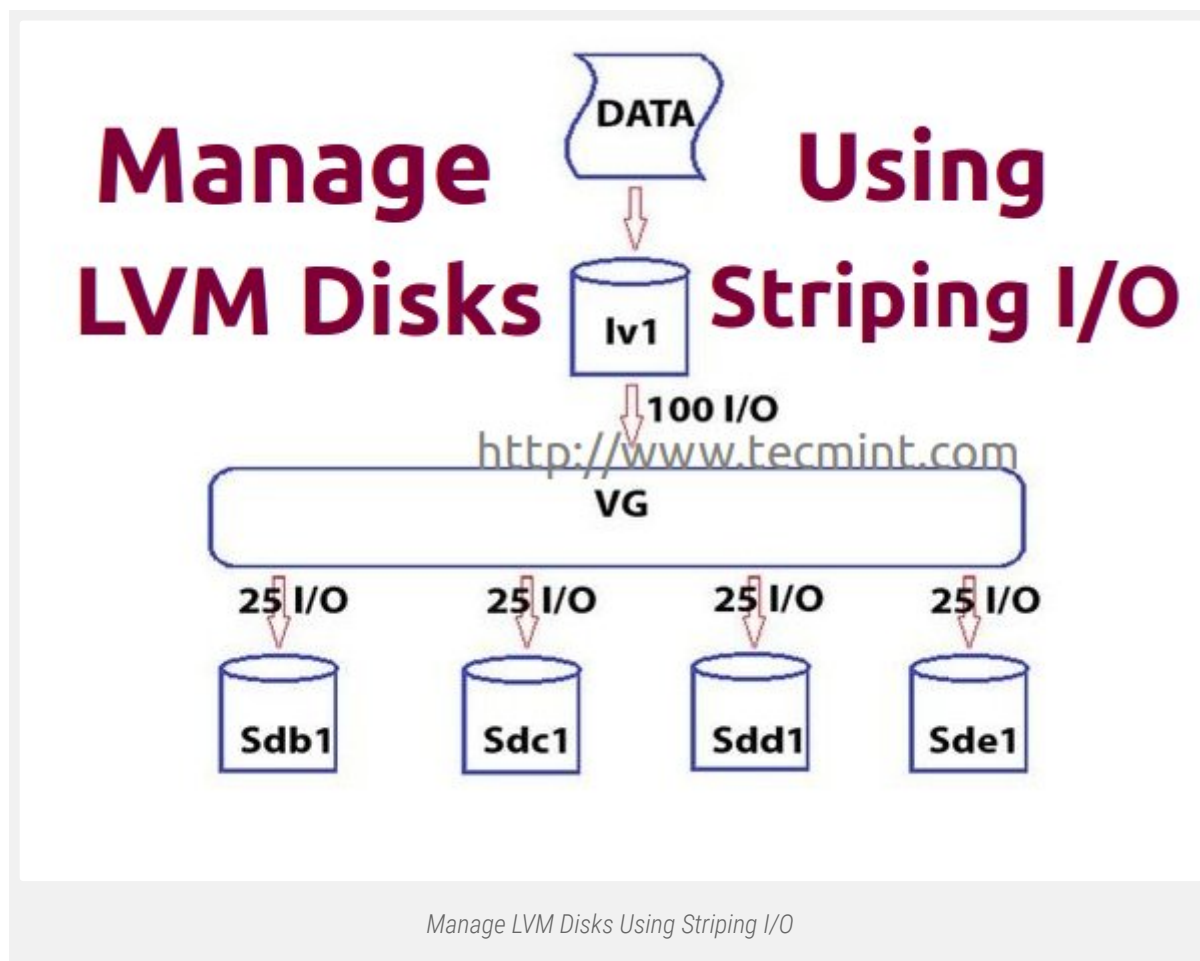 DATA
Manage Using
LVM Disks Striping I/O
lv1
100 I/O
http://www.tecmint.com
VG
25 I/O 25 I/O 25 I/O 25 I/O
Sdb1 Sdc1 Sdd1 Sde1
Manage LVM Disks Using Striping I/O